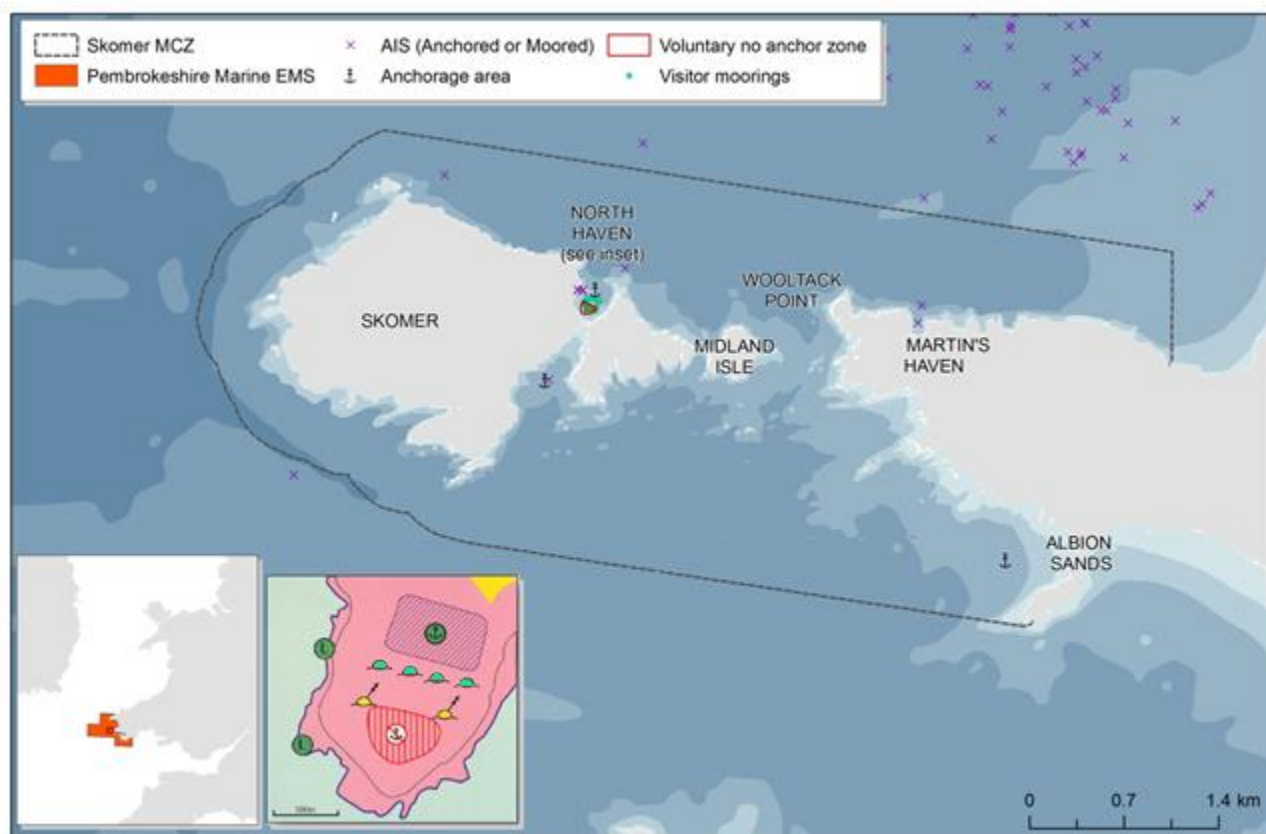 Skomer MCZ
AIS (Anchored or Moored)
Voluntary no anchor zone
Pembrokeshire Marine EMS
Anchorage area
Visitor moorings
NORTH
HAVEN
(see inset)
WOOLTACK
POINT
SKOMER
MIDLAND
ISLE
MARTIN'S
HAVEN
ALBION
SANDS
0 0.7 1.4 km